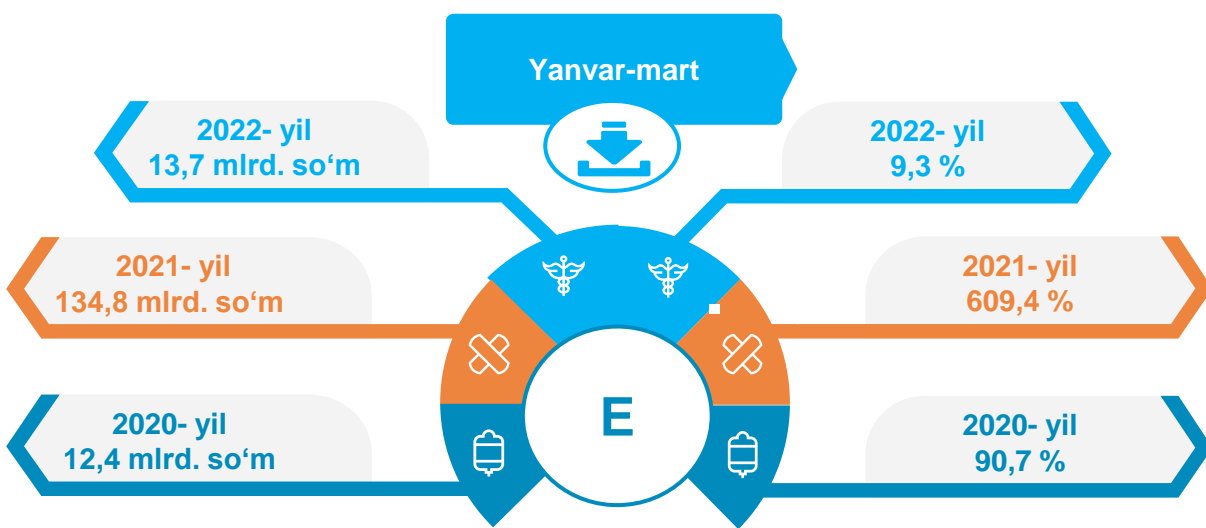 Yanvar-mart
2022- yil
13,7 mlrd. so‘m
2022- yil
9,3 %
2021- yil
134,8 mlrd. so‘m
2021- yil
609,4 %
2020- yil
12,4 mlrd. so‘m
2020- yil
90,7 %
E